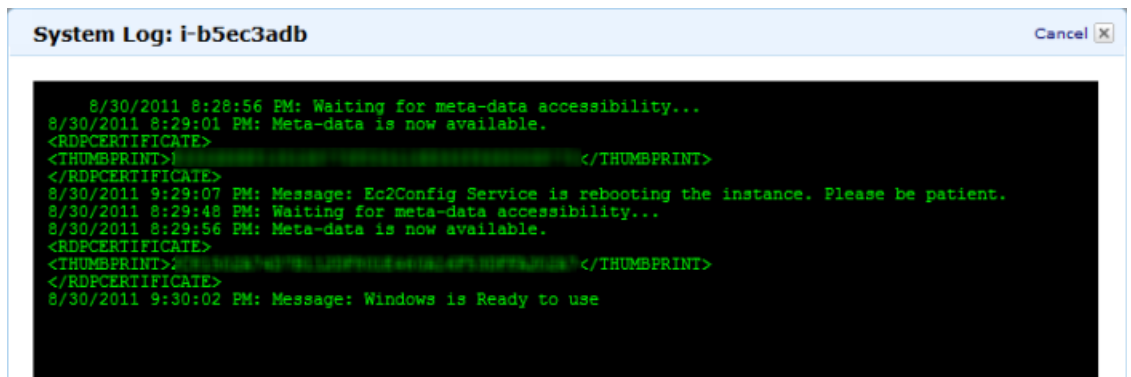 System Log: i-b5ec3adb
Cancel
8/30/2011 8:28:56 PM: Waiting for meta-data accessibility...
8/30/2011 8:29:01 PM: Meta-data is now available.
<RDPCERTIFICATE>
<THUMBPRINT></THUMBPRINT>
</RDPCERTIFICATE>
8/30/2011 9:29:07 PM: Message: Ec2Config Service is rebooting the instance. Please be patient.
8/30/2011 8:29:48 PM: Waiting for meta-data accessibility...
8/30/2011 8:29:56 PM: Meta-data is now available.
<RDPCERTIFICATE>
<THUMBPRINT></THUMBPRINT>
</RDPCERTIFICATE>
8/30/2011 9:30:02 PM: Message: Windows is Ready to use